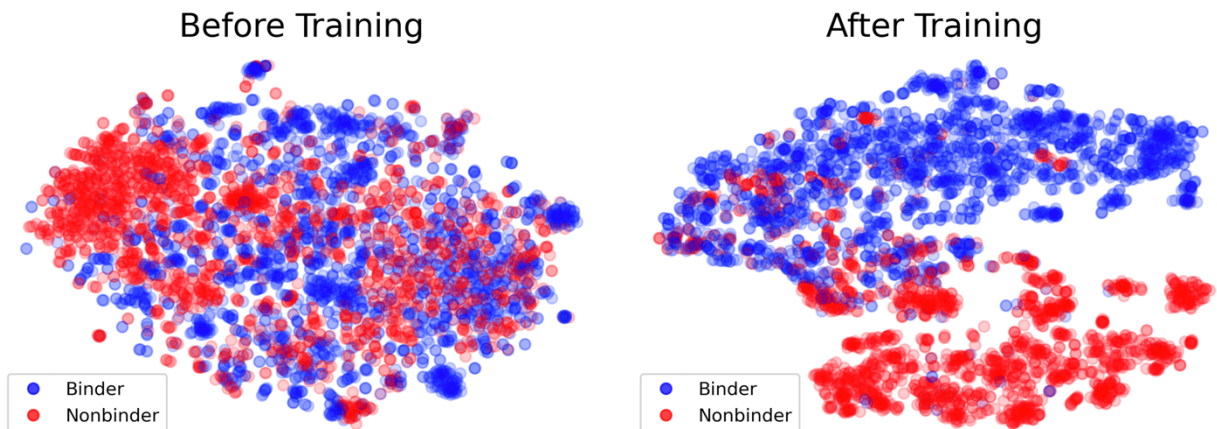 Before Training
After Training
Binder
Nonbinder
Binder
Nonbinder